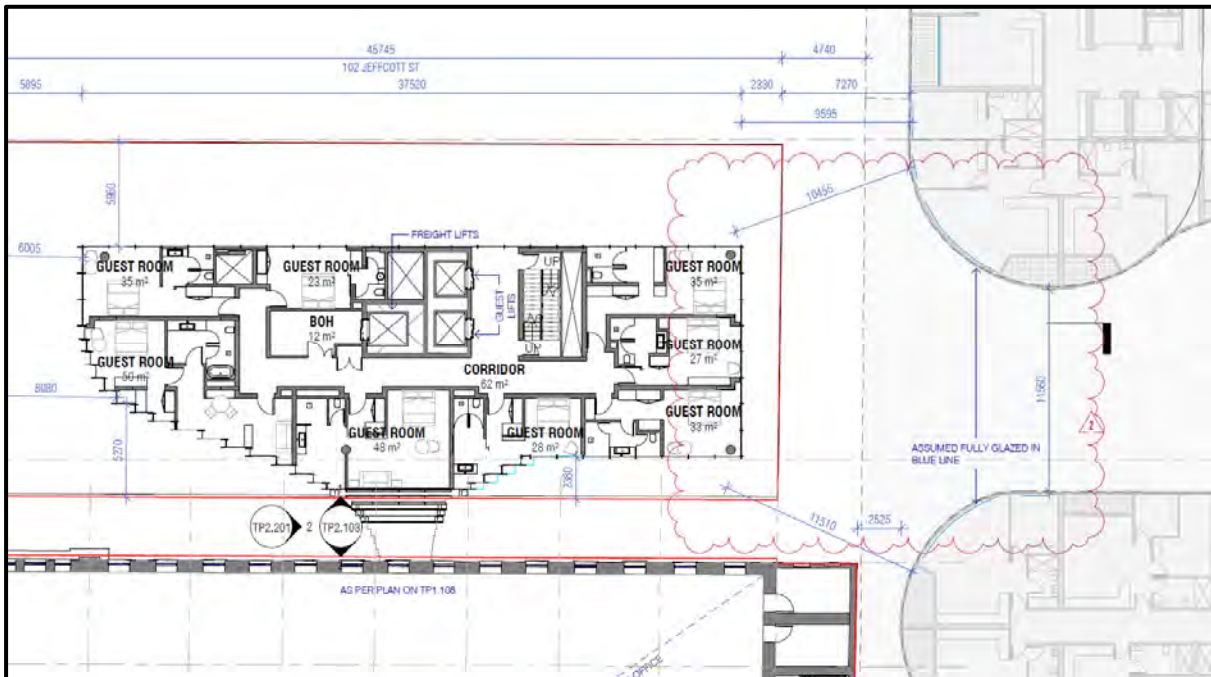 45745
4740
102 JEFFCOTT ST
5895
37520
2330
7270
9595
5960
10455
6005
FREIGHT LIFTS
GUEST ROOM
35 m²
GUEST ROOM
23 m²
UP
GUEST ROOM
35 m²
GUEST
LIFTS
BOH
12 m²
UP
GUEST ROOM
27 m²
GUEST ROOM
50 m²
CORRIDOR
62 m²
8080
GUEST ROOM
33 m²
11560
2
GUEST ROOM
48 m²
GUEST ROOM
28 m²
5270
2380
ASSUMED FULLY GLAZED IN
BLUE LINE
11510
2525
TP2.201
2
TP2.103
AS PER PLAN ON TP1.108
OFFICE